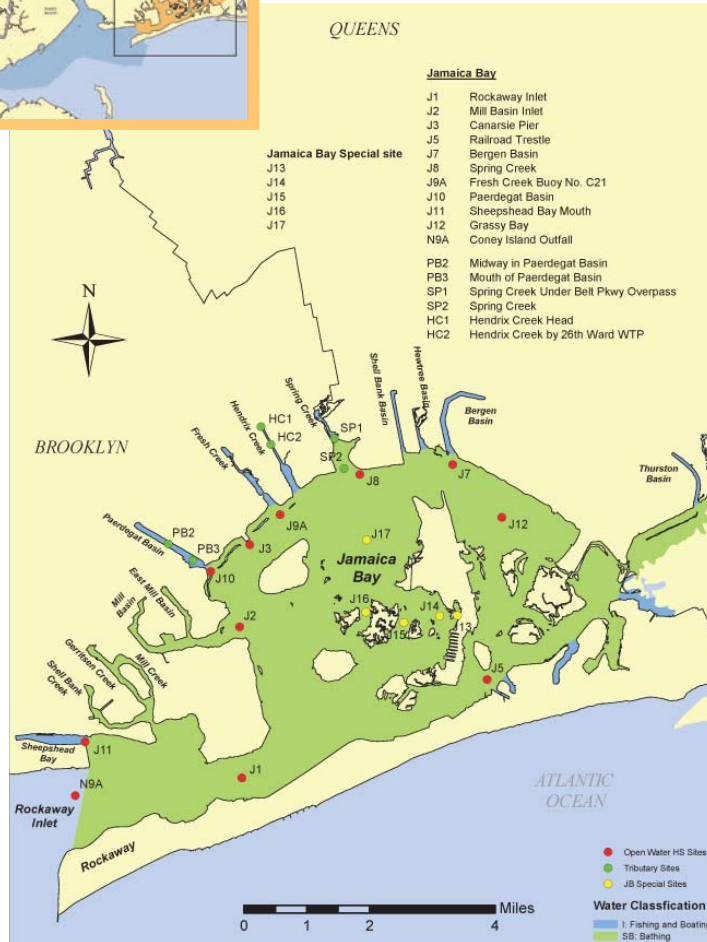 QUEENS
Jamaica Bay
J1 Rockaway Inlet
J2 Mill Basin Inlet
J3 Canarsie Pier
J5 Railroad Trestle
J7 Bergen Basin
J8 Spring Creek
J9A Fresh Creek Buoy No. C21
J10 Paerdegat Basin
J11 Sheepshead Bay Mouth
J12 Grassy Bay
N9A Coney Island Outfall
PB2 Midway in Paerdegat Basin
PB3 Mouth of Paerdegat Basin
SP1 Spring Creek Under Belt Pkwy Overpass
SP2 Spring Creek
HC1 Hendrix Creek Head
HC2 Hendrix Creek by 26th Ward WTP
Jamaica Bay Special site
J13
J14
J15
J16
J17
N
BROOKLYN
Fresh Creek
Hendrix Creek
HC1
HC2
Spring Creek
SP1
SP2
Shell Bank Basin
Hewtree Basin
Bergen
Basin
Thurston
Basin
J8
J7
J9A
J12
J17
J3
Paerdegat Basin
PB2
PB3
J10
Jamaica
Bay
East Mill Basin
Mill
Basin
J2
J16
J15
J14
J13
Mill Creek
Gerritsen Creek
Shell Bank
Creek
J5
J11
Sheepshead
Bay
J1
N9A
Rockaway
Inlet
Rockaway
ATLANTIC
OCEAN
Open Water HS Sites
Tributary Sites
JB Special Sites
Water Classfication
I: Fishing and Boating
SB: Bathing
0 1 2 4 Miles